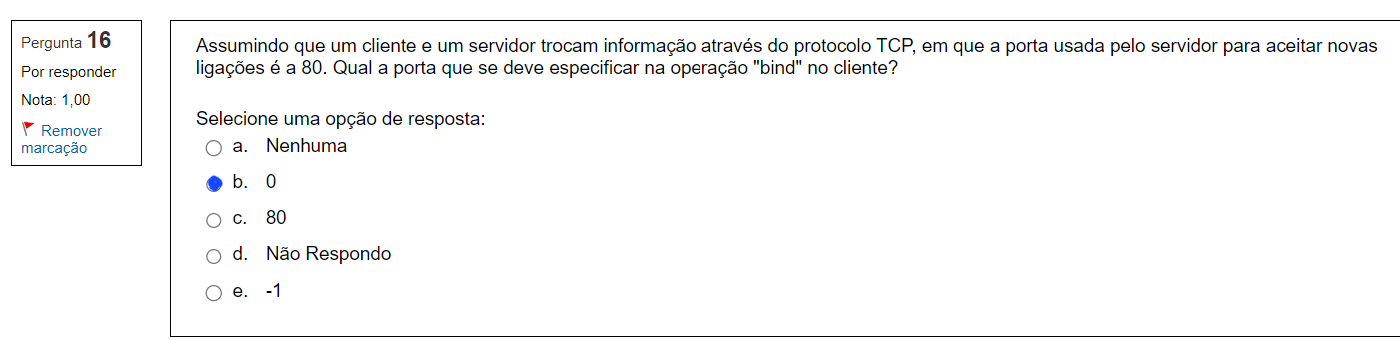 Pergunta 16
Por responder
Nota: 1,00
Remover
marcação
Assumindo que um cliente e um servidor trocam informação através do protocolo TCP, em que a porta usada pelo servidor para aceitar novas
ligações é a 80. Qual a porta que se deve especificar na operação "bind" no cliente?
Selecione uma opção de resposta:
a. Nenhuma
b. 0
c. 80
d. Não Respondo
e. -1